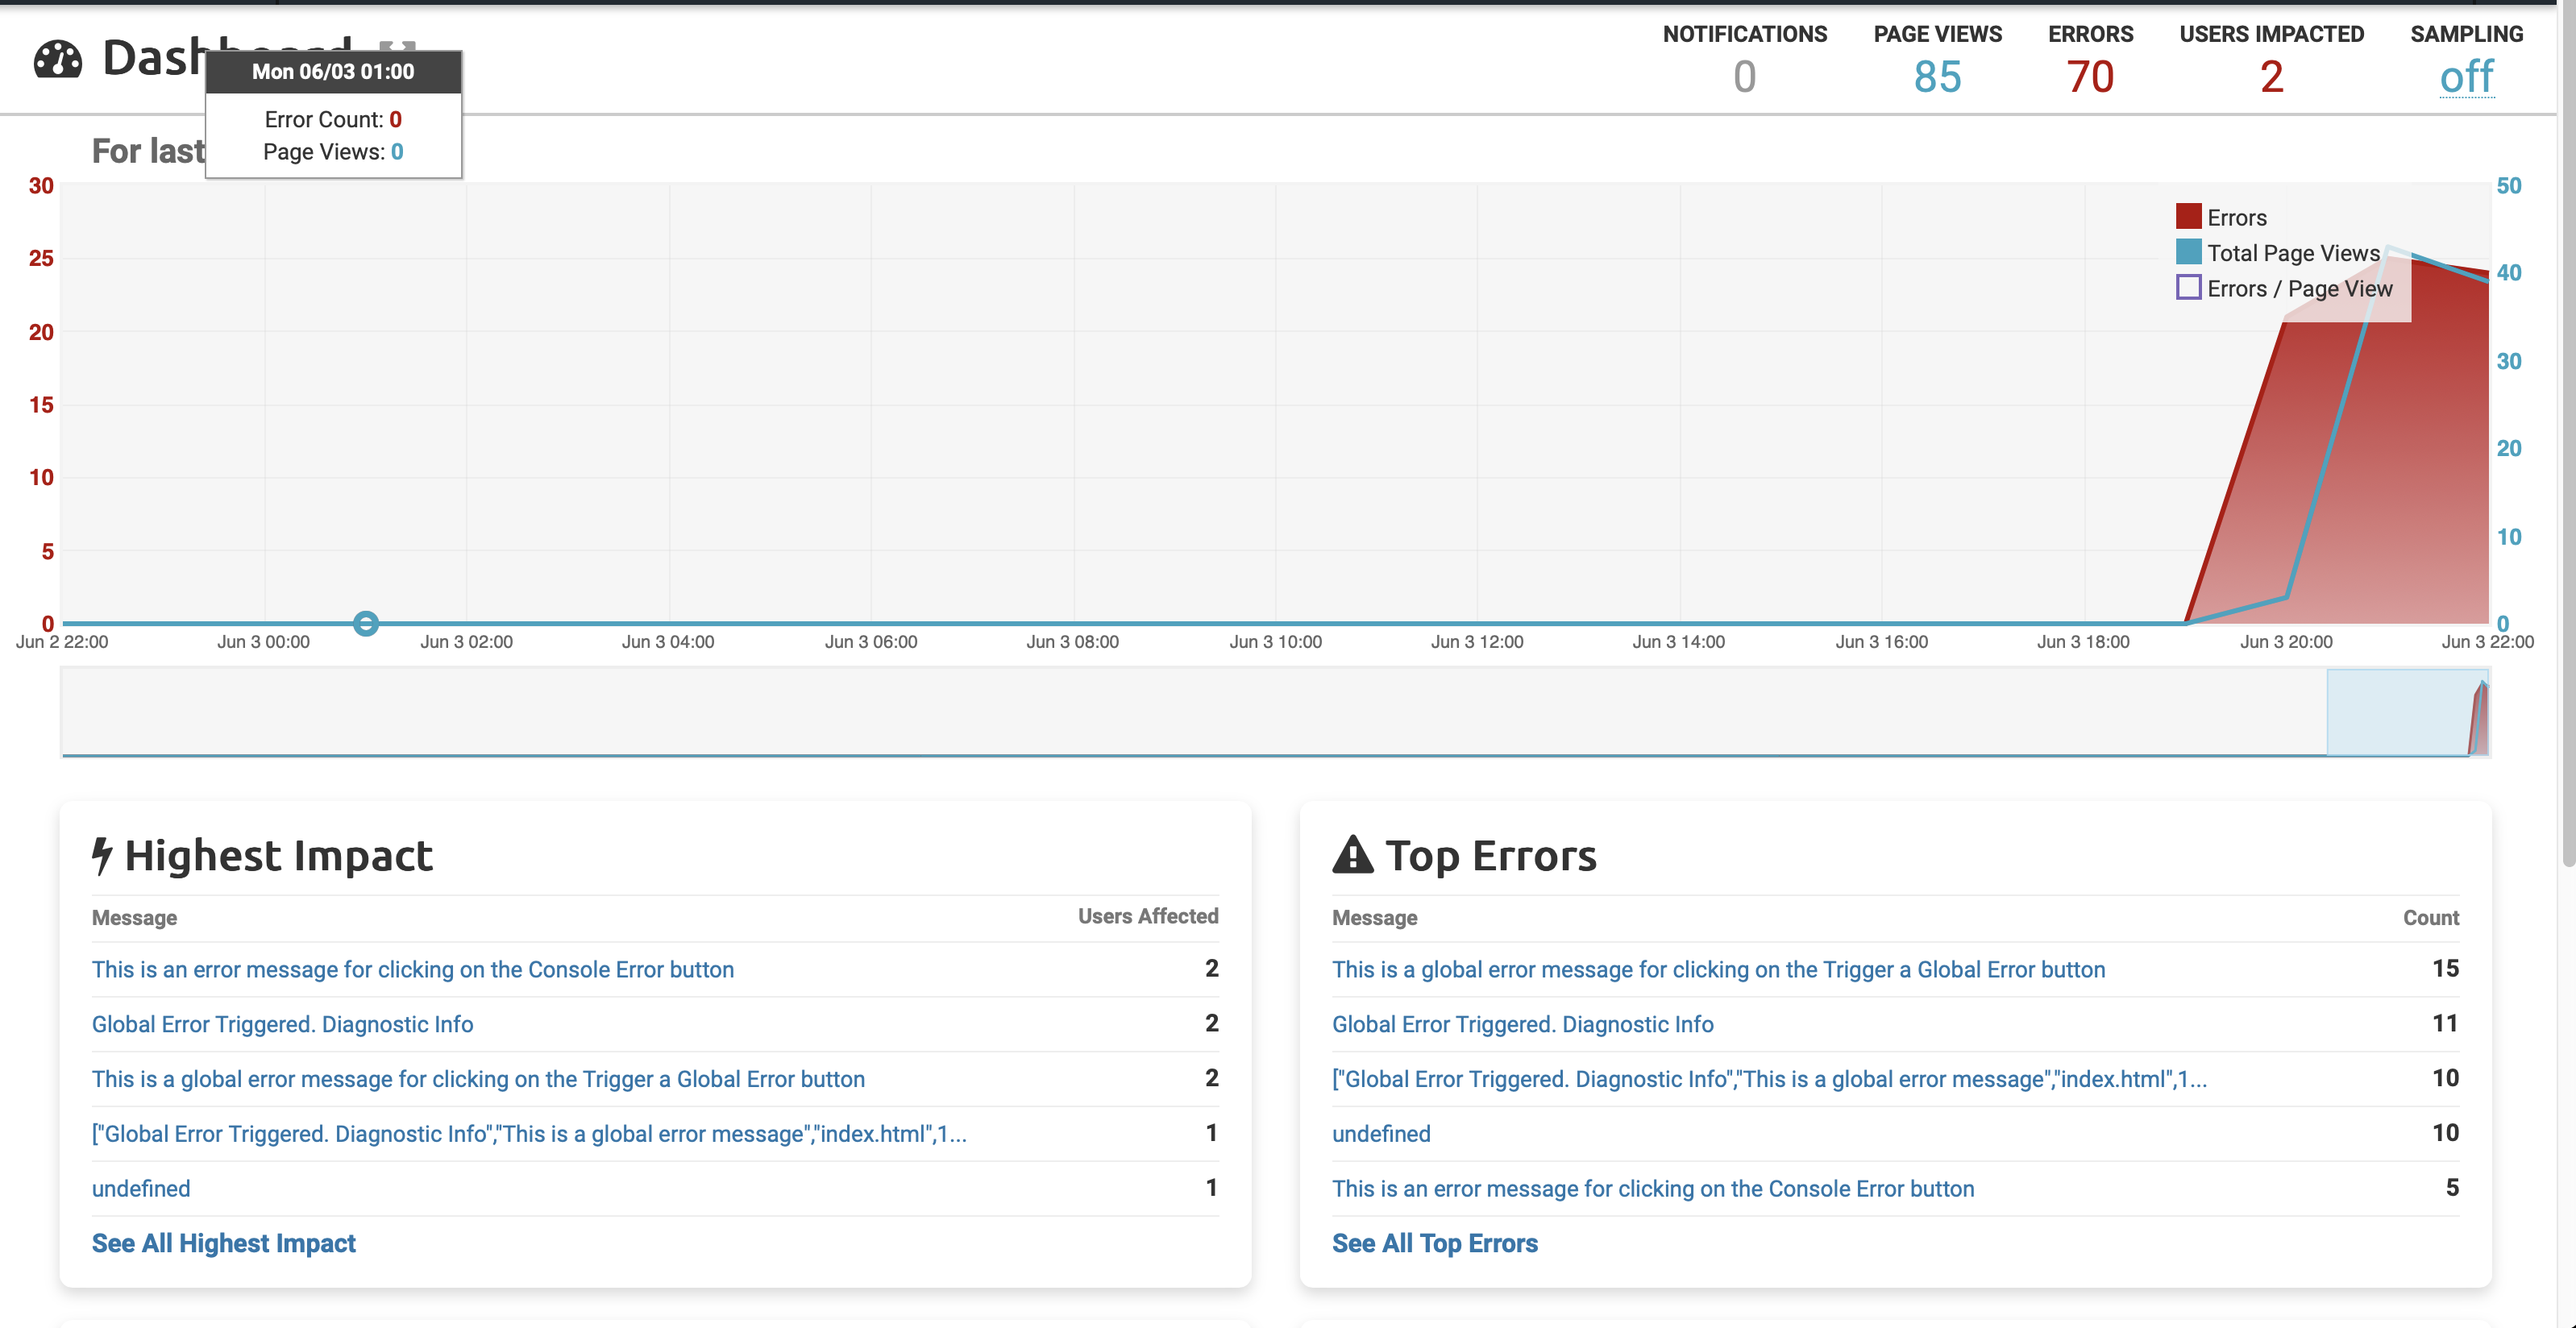 Dashboard
NOTIFICATIONS
0
PAGE VIEWS
85
ERRORS
70
USERS IMPACTED
2
SAMPLING
off
Mon 06/03 01:00
Error Count: 0
Page Views: 0
For last
30
25
20
15
10
5
0
50
40
30
20
10
0
Errors
Total Page Views
Errors / Page View
Jun 2 22:00
Jun 3 00:00
Jun 3 02:00
Jun 3 04:00
Jun 3 06:00
Jun 3 08:00
Jun 3 10:00
Jun 3 12:00
Jun 3 14:00
Jun 3 16:00
Jun 3 18:00
Jun 3 20:00
Jun 3 22:00
Highest Impact
Message Users Affected
This is an error message for clicking on the Console Error button 2
Global Error Triggered. Diagnostic Info 2
This is a global error message for clicking on the Trigger a Global Error button 2
["Global Error Triggered. Diagnostic Info","This is a global error message","index.html",1... 1
undefined 1
See All Highest Impact
Top Errors
Message Count
This is a global error message for clicking on the Trigger a Global Error button 15
Global Error Triggered. Diagnostic Info 11
["Global Error Triggered. Diagnostic Info","This is a global error message","index.html",1... 10
undefined 10
This is an error message for clicking on the Console Error button 5
See All Top Errors